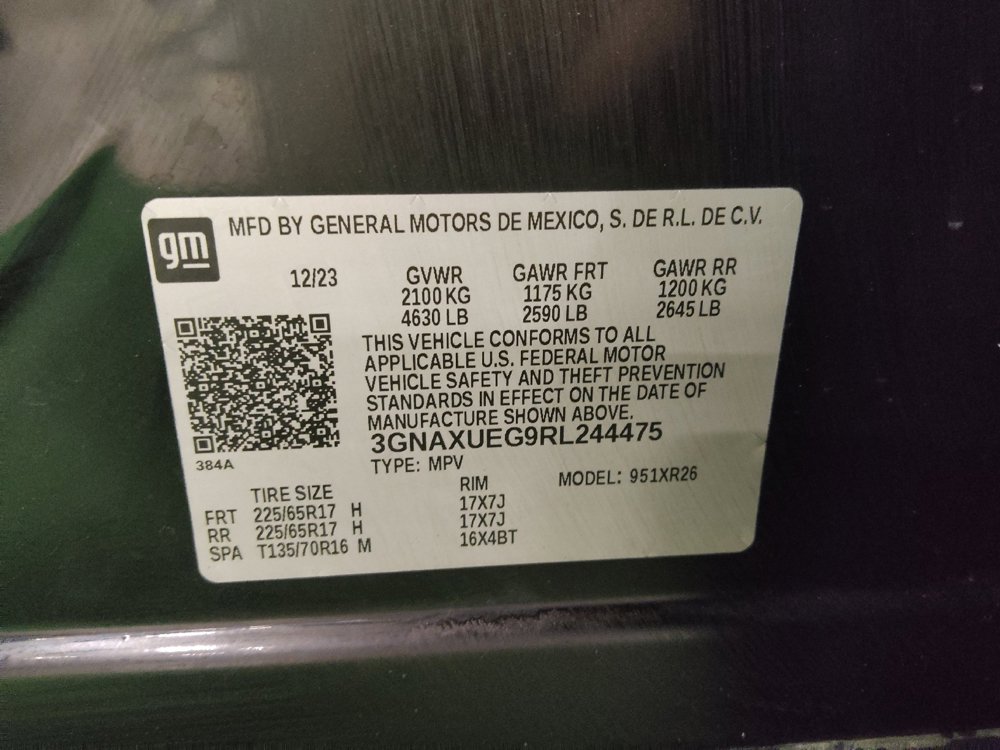 gm
MFD BY GENERAL MOTORS DE MEXICO, S. DE R.L. DE C.V.
12/23 GVWR GAWR FRT GAWR RR
2100 KG 1175 KG 1200 KG
4630 LB 2590 LB 2645 LB
THIS VEHICLE CONFORMS TO ALL
APPLICABLE U.S. FEDERAL MOTOR
VEHICLE SAFETY AND THEFT PREVENTION
STANDARDS IN EFFECT ON THE DATE OF
MANUFACTURE SHOWN ABOVE.
3GNAXUEG9RL244475
384A
TYPE: MPV
MODEL: 951XR26
TIRE SIZE RIM
FRT 225/65R17 H 17X7J
RR 225/65R17 H 17X7J
SPA T135/70R16 M 16X4BT